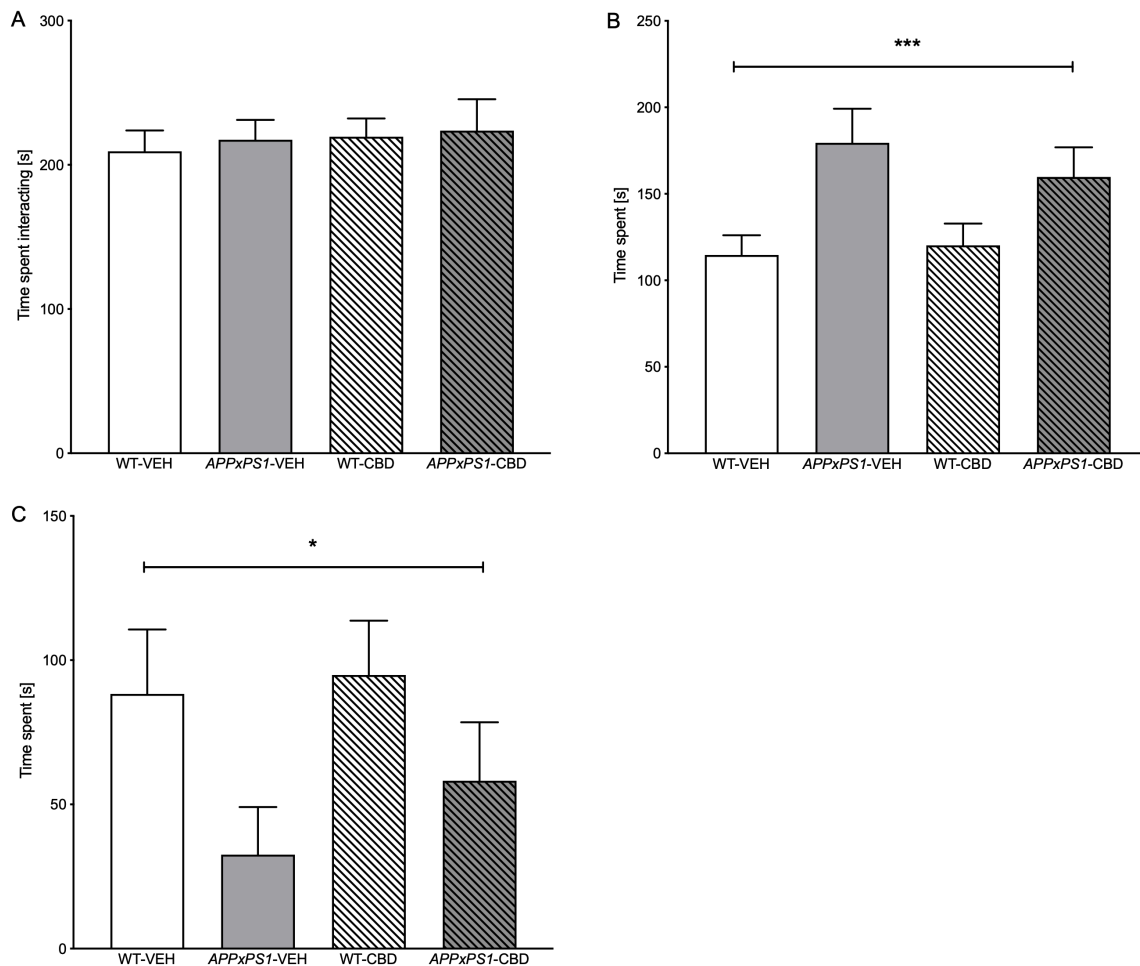 A
300
200
100
0
Time spent interacting [s]
WT-VEH APPxPS1-VEH WT-CBD APPxPS1-CBD
B
250
200
150
100
50
0
Time spent [s]
***
WT-VEH APPxPS1-VEH WT-CBD APPxPS1-CBD
C
150
100
50
0
Time spent [s]
*
WT-VEH APPxPS1-VEH WT-CBD APPxPS1-CBD